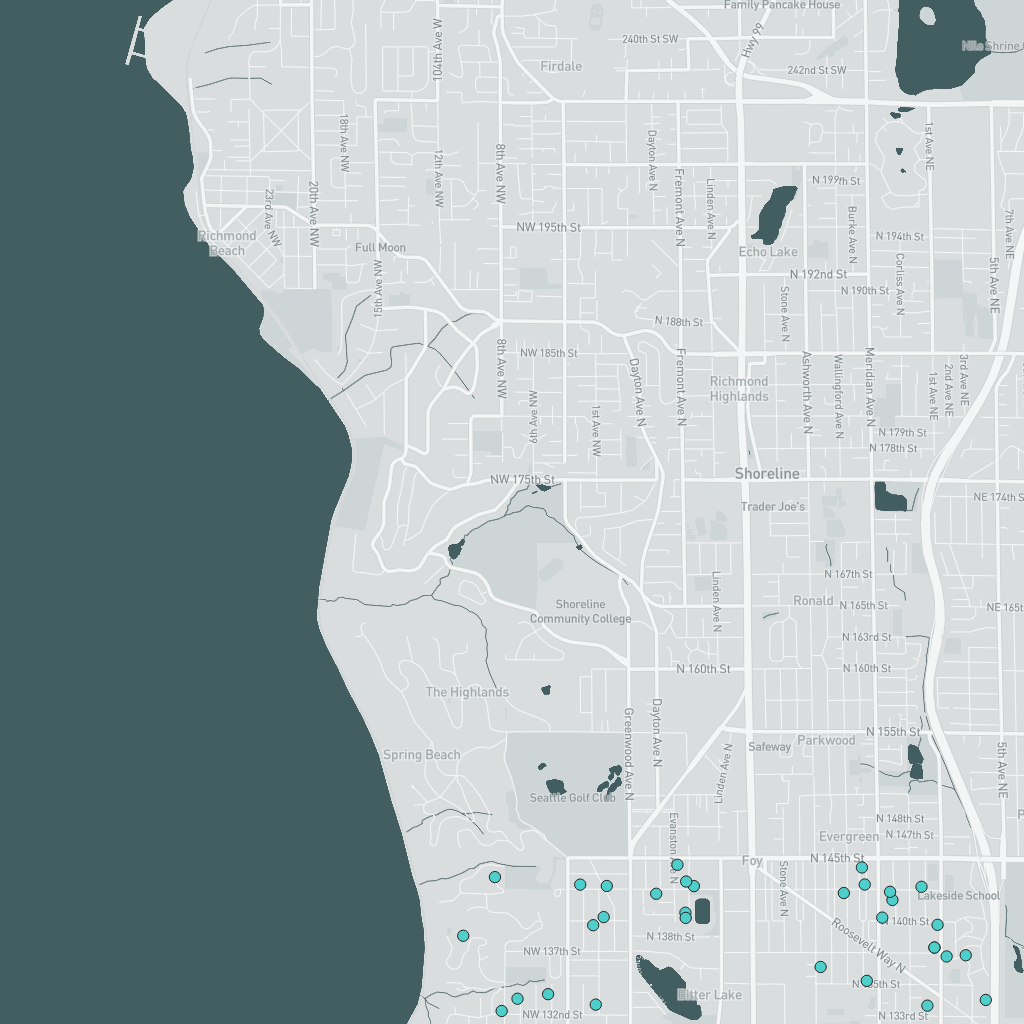 Family Pancake House
240th St SW
Hwy 99
104th Ave W
Nile Shrine
Firdale
242nd St SW
18th Ave NW
12th Ave NW
8th Ave NW
Dayton Ave N
1st Ave NE
Fremont Ave N
Linden Ave N
N 199th St
20th Ave NW
23rd Ave NW
Burke Ave N
7th Ave NE
NW 195th St
N 194th St
Richmond
Beach
Full Moon
Echo Lake
15th Ave NW
N 192nd St
Corliss Ave N
5th Ave NE
N 190th St
Stone Ave N
N 188th St
8th Ave NW
NW 185th St
Dayton Ave N
Fremont Ave N
Ashworth Ave N
Wallingford Ave N
Meridian Ave N
1st Ave NE
2nd Ave NE
3rd Ave NE
Richmond
Highlands
6th Ave NW
1st Ave NW
N 179th St
N 178th St
NW 175th St
Shoreline
NE 174th St
Trader Joe's
Linden Ave N
N 167th St
Shoreline
Community College
Ronald
N 165th St
NE 165th
N 163rd St
N 160th St
N 160th St
The Highlands
Greenwood Ave N
Dayton Ave N
N 155th St
Parkwood
Safeway
Spring Beach
Linden Ave N
5th Ave NE
Seattle Golf Club
Evanston Ave N
N 148th St
Evergreen
N 147th St
Foy
N 145th St
Stone Ave N
Lakeside School
N 140th St
Roosevelt Way N
N 138th St
NW 137th St
Bitter Lake
NW 132nd St
N 133rd St